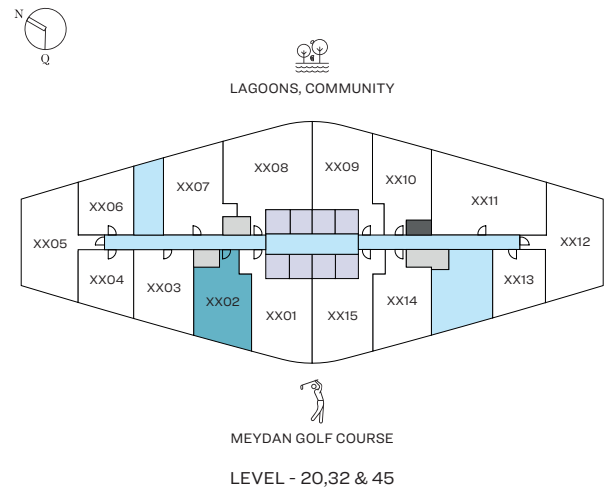 N
Q
LAGOONS, COMMUNITY
XX08
XX09
XX07
XX10
XX06
XX11
XX05
XX12
XX04
XX03
XX02
XX01
XX15
XX14
XX13
MEYDAN GOLF COURSE
LEVEL - 20,32 & 45